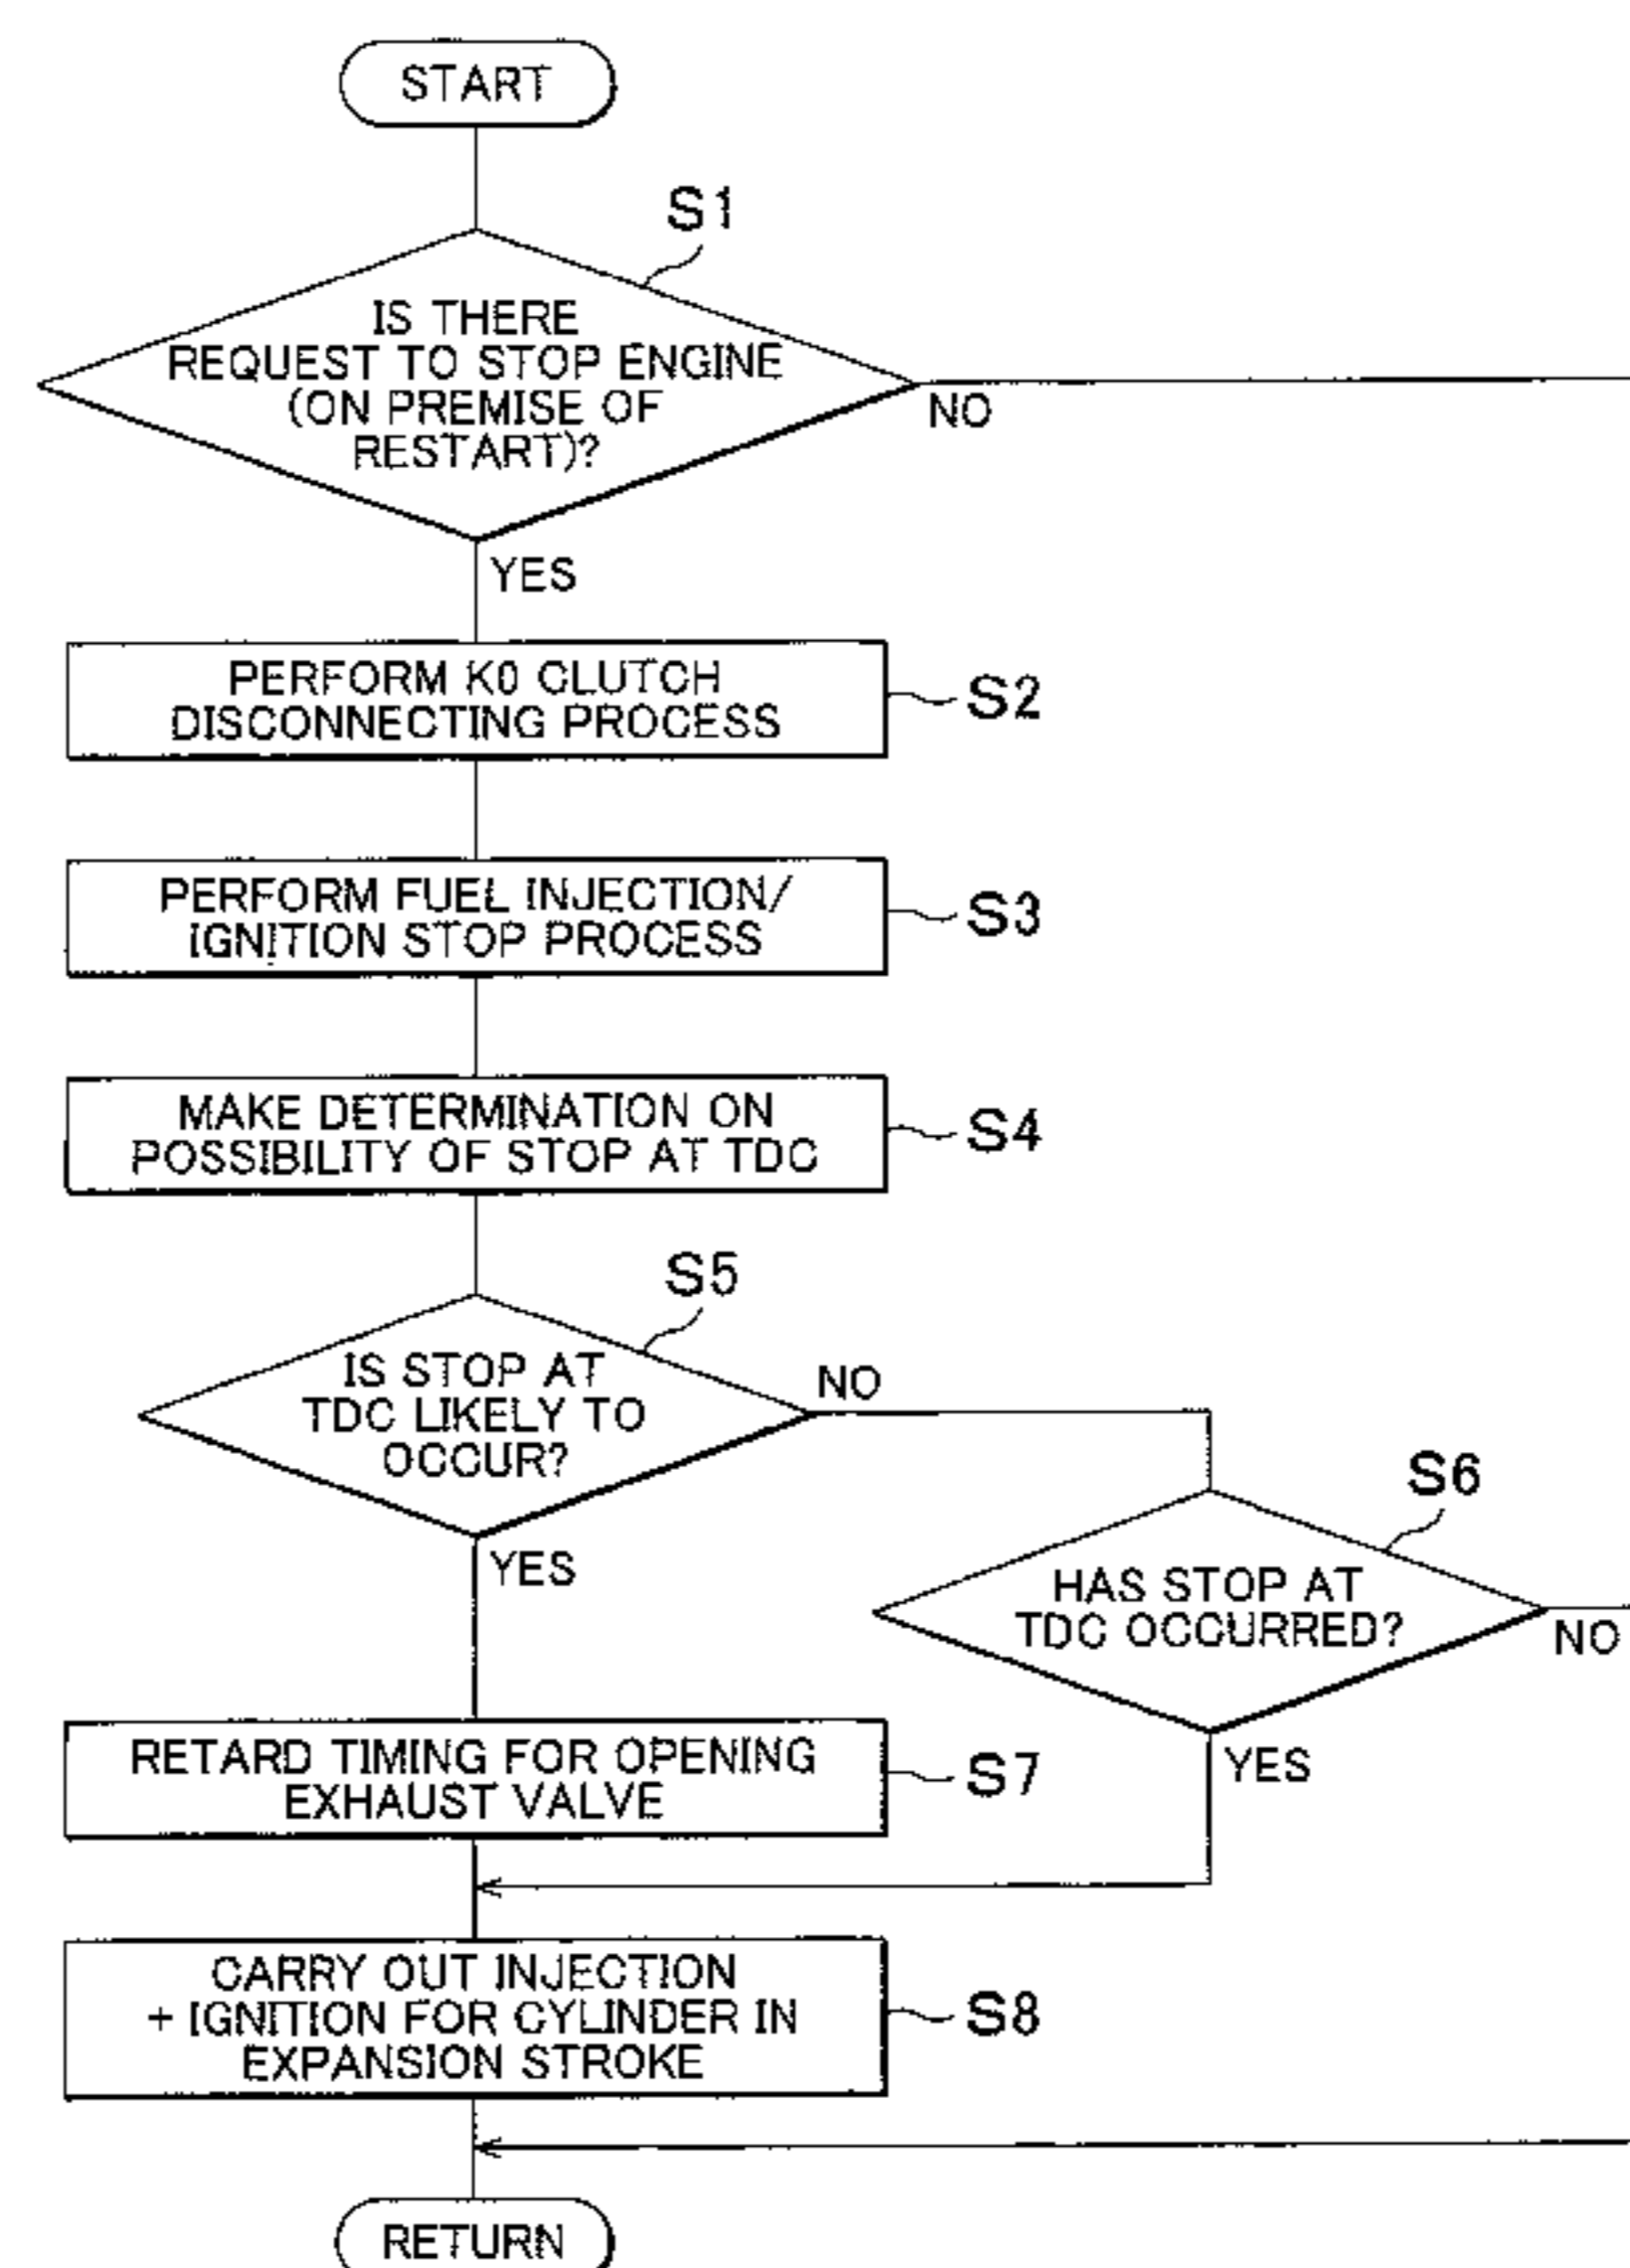 START
S1
IS THERE
REQUEST TO STOP ENGINE
(ON PREMISE OF
RESTART)?
NO
YES
PERFORM K0 CLUTCH
DISCONNECTING PROCESS
S2
PERFORM FUEL INJECTION/
IGNITION STOP PROCESS
S3
MAKE DETERMINATION ON
POSSIBILITY OF STOP AT TDC
S4
S5
IS STOP AT
TDC LIKELY TO
OCCUR?
NO
YES
S6
HAS STOP AT
TDC OCCURRED?
NO
YES
RETARD TIMING FOR OPENING
EXHAUST VALVE
S7
CARRY OUT INJECTION
+ IGNITION FOR CYLINDER IN
EXPANSION STROKE
S8
RETURN